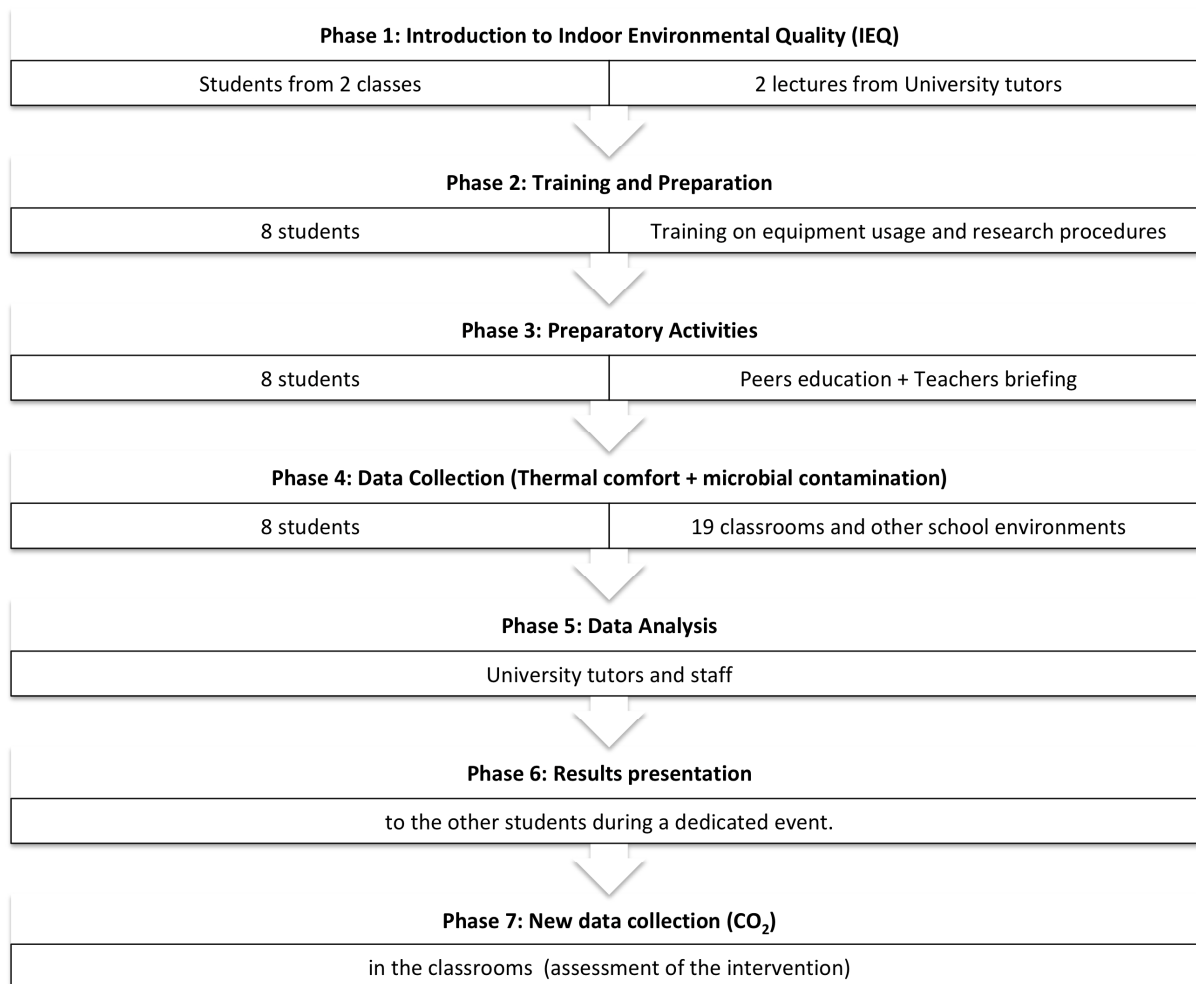 Phase 1: Introduction to Indoor Environmental Quality (IEQ)
Students from 2 classes
2 lectures from University tutors
Phase 2: Training and Preparation
8 students
Training on equipment usage and research procedures
Phase 3: Preparatory Activities
8 students
Peers education + Teachers briefing
Phase 4: Data Collection (Thermal comfort + microbial contamination)
8 students
19 classrooms and other school environments
Phase 5: Data Analysis
University tutors and staff
Phase 6: Results presentation
to the other students during a dedicated event.
Phase 7: New data collection (CO₂)
in the classrooms  (assessment of the intervention)